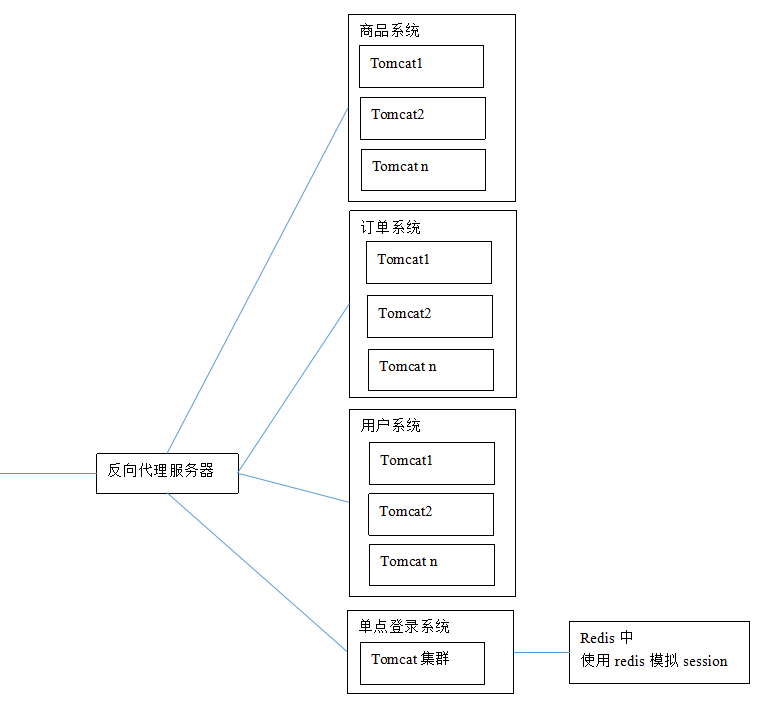 商品系统
Tomcat1
Tomcat2
Tomcat n
订单系统
Tomcat1
Tomcat2
Tomcat n
用户系统
Tomcat1
Tomcat2
Tomcat n
反向代理服务器
单点登录系统
Tomcat 集群
Redis 中
使用 redis 模拟 session